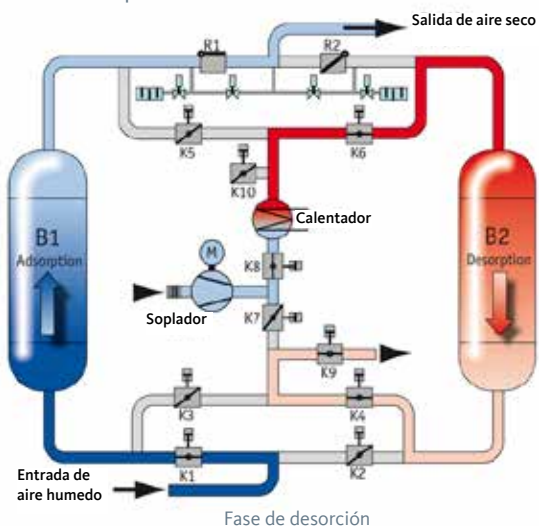 Salida de aire seco
R1
R2
K5
K6
K10
B1
Adsorption
Calentador
B2
Desorption
M
K8
Soplador
K7
K9
K3
K4
K1
K2
Entrada de
aire humedo
Fase de desorción